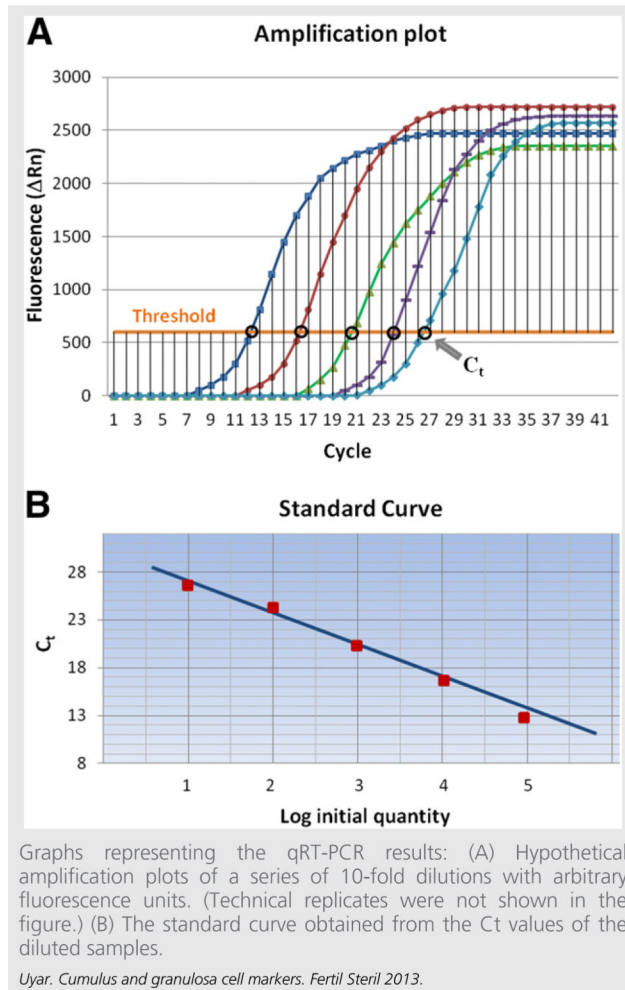 A
Amplification plot
Fluorescence (ΔRn)
3000
2500
2000
1500
1000
500
0
Threshold
Ct
1 3 5 7 9 11 13 15 17 19 21 23 25 27 29 31 33 35 37 39 41
Cycle
B
Standard Curve
Ct
28
23
18
13
8
1 2 3 4 5
Log initial quantity
Graphs representing the qRT-PCR results: (A) Hypothetical
amplification plots of a series of 10-fold dilutions with arbitrary
fluorescence units. (Technical replicates were not shown in the
figure.) (B) The standard curve obtained from the Ct values of the
diluted samples.
Uyar. Cumulus and granulosa cell markers. Fertil Steril 2013.